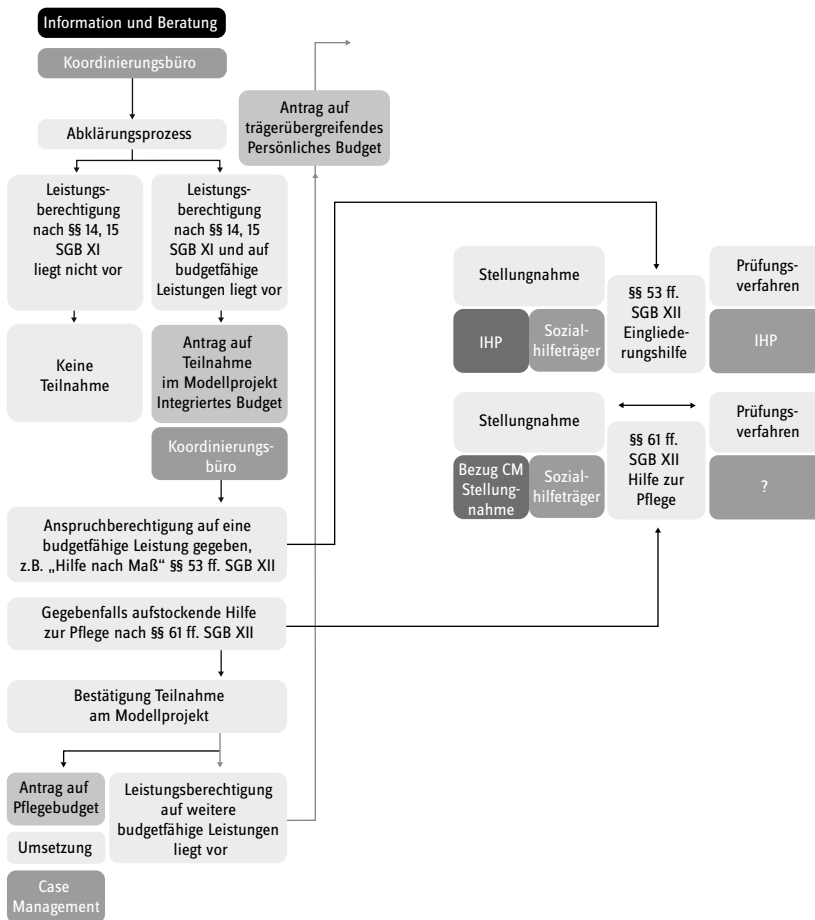 Information und Beratung
Koordinierungsbüro
Abklärungsprozess
Antrag auf
trägerübergreifendes
Persönliches Budget
Leistungs-
berechtigung
nach §§ 14, 15
SGB XI
liegt nicht vor
Leistungs-
berechtigung
nach §§ 14, 15
SGB XI und auf
budgetfähige
Leistungen liegt vor
Keine
Teilnahme
Antrag auf
Teilnahme
im Modellprojekt
Integriertes Budget
Koordinierungs-
büro
Anspruchberechtigung auf eine
budgetfähige Leistung gegeben,
z.B. „Hilfe nach Maß“ §§ 53 ff. SGB XII
Gegebenfalls aufstockende Hilfe
zur Pflege nach §§ 61 ff. SGB XII
Bestätigung Teilnahme
am Modellprojekt
Antrag auf
Pflegebudget
Umsetzung
Case
Management
Leistungsberechtigung
auf weitere
budgetfähige Leistungen
liegt vor
Stellungnahme
IHP
Sozial-
hilfeträger
§§ 53 ff.
SGB XII
Eingliede-
rungshilfe
Prüfungs-
verfahren
IHP
Stellungnahme
Bezug CM
Stellung-
nahme
Sozial-
hilfeträger
§§ 61 ff.
SGB XII
Hilfe zur
Pflege
Prüfungs-
verfahren
?